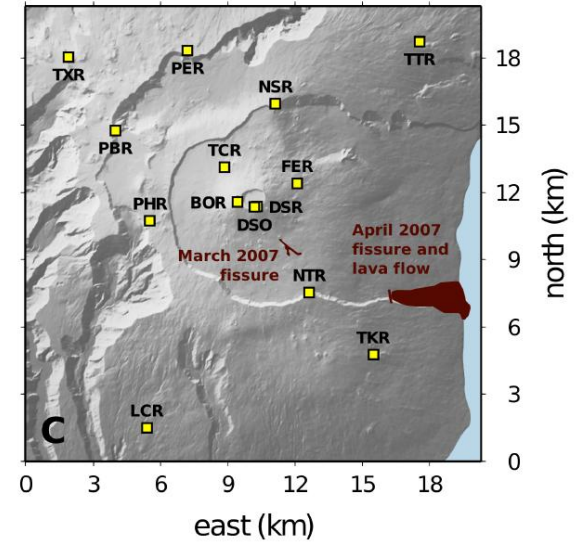 TXR
PER
TTR
18
NSR
15
PBR
TCR
FER
12
PHR
BOR
DSR
DSO
April 2007
fissure and
lava flow
March 2007
fissure
9
NTR
6
TKR
3
LCR
C
0
0 3 6 9 12 15 18
east (km)
north (km)